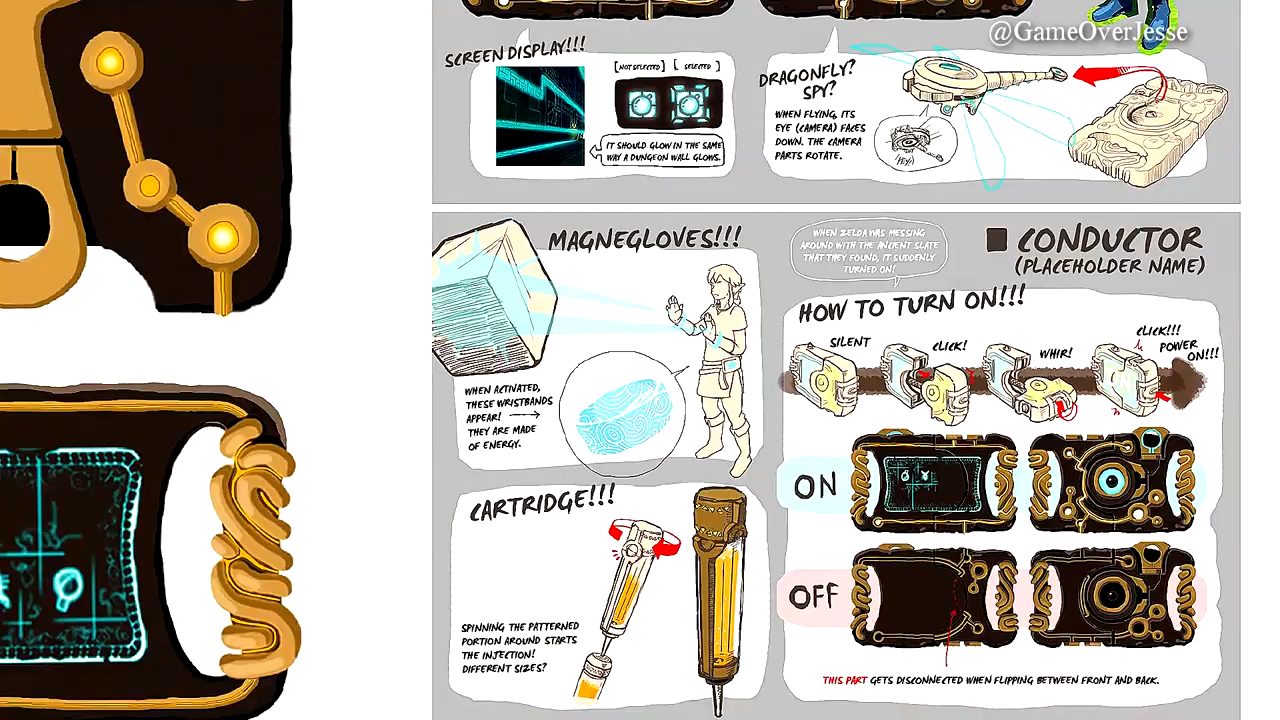 @GameOverJesse
SCREEN DISPLAY!!!
[NOT SELECTED] [SELECTED]
IT SHOULD GLOW IN THE SAME
WAY A DUNGEON WALL GLOWS.
DRAGONFLY?
SPY?
WHEN FLYING, ITS
EYE (CAMERA) FACES
DOWN. THE CAMERA
PARTS ROTATE.
(HEY!)
MAGNEGLOVES!!!
WHEN ACTIVATED,
THESE WRISTBANDS
APPEAR!
THEY ARE MADE
OF ENERGY.
CARTRIDGE!!!
SPINNING THE PATTERNED
PORTION AROUND STARTS
THE INJECTION!
DIFFERENT SIZES?
WHEN ZELDA WAS MESSING
AROUND WITH THE ANCIENT SLATE
THAT THEY FOUND, IT SUDDENLY
TURNED ON!
CONDUCTOR
(PLACEHOLDER NAME)
HOW TO TURN ON!!!
SILENT
CLICK!
WHIR!
CLICK!!!
POWER
ON!!!
ON
ON
OFF
THIS PART GETS DISCONNECTED WHEN FLIPPING BETWEEN FRONT AND BACK.